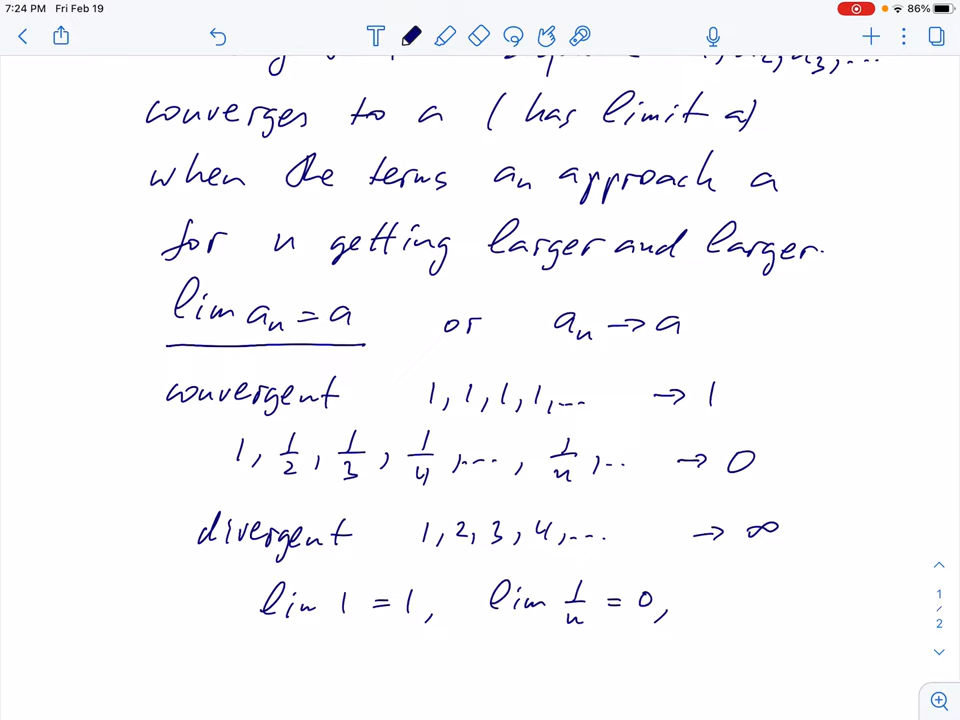 7:24 PM Fri Feb 19
86%
converges to a (has limit a)
when the terms aₙ approach a
for n getting larger and larger.
lim aₙ = a or aₙ → a
convergent 1, 1, 1, 1, ... → 1
1, 1/2, 1/3, 1/4, ..., 1/n, .. → 0
divergent 1, 2, 3, 4, ... → ∞
lim 1 = 1, lim 1/n = 0,
1
/
2